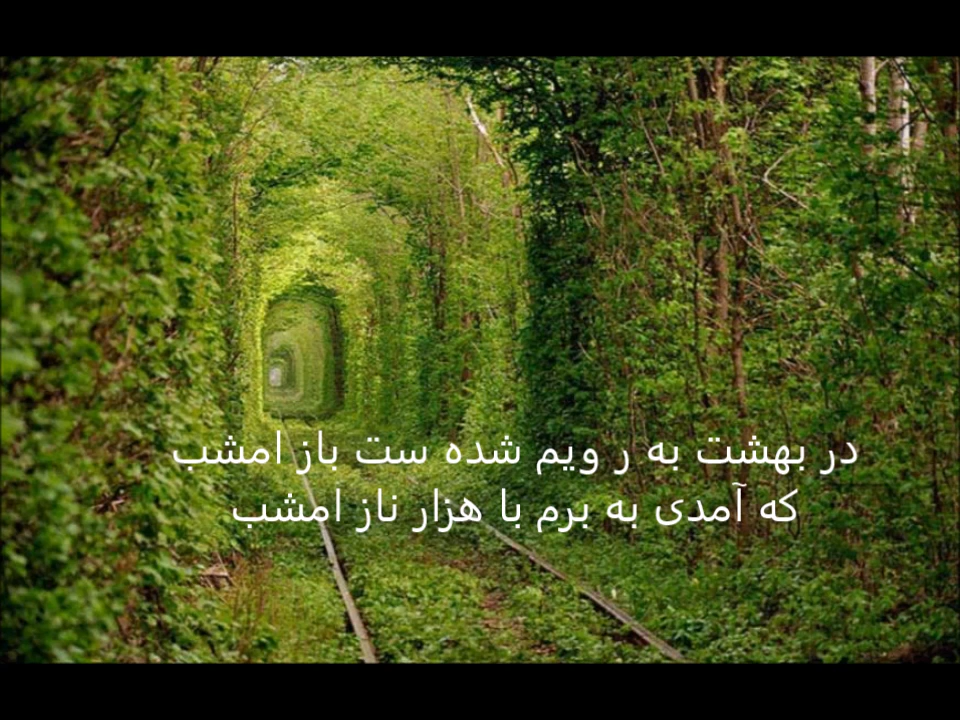 در بهشت به ر ویم شده ست باز امشب
که آمدی به برم با هزار ناز امشب